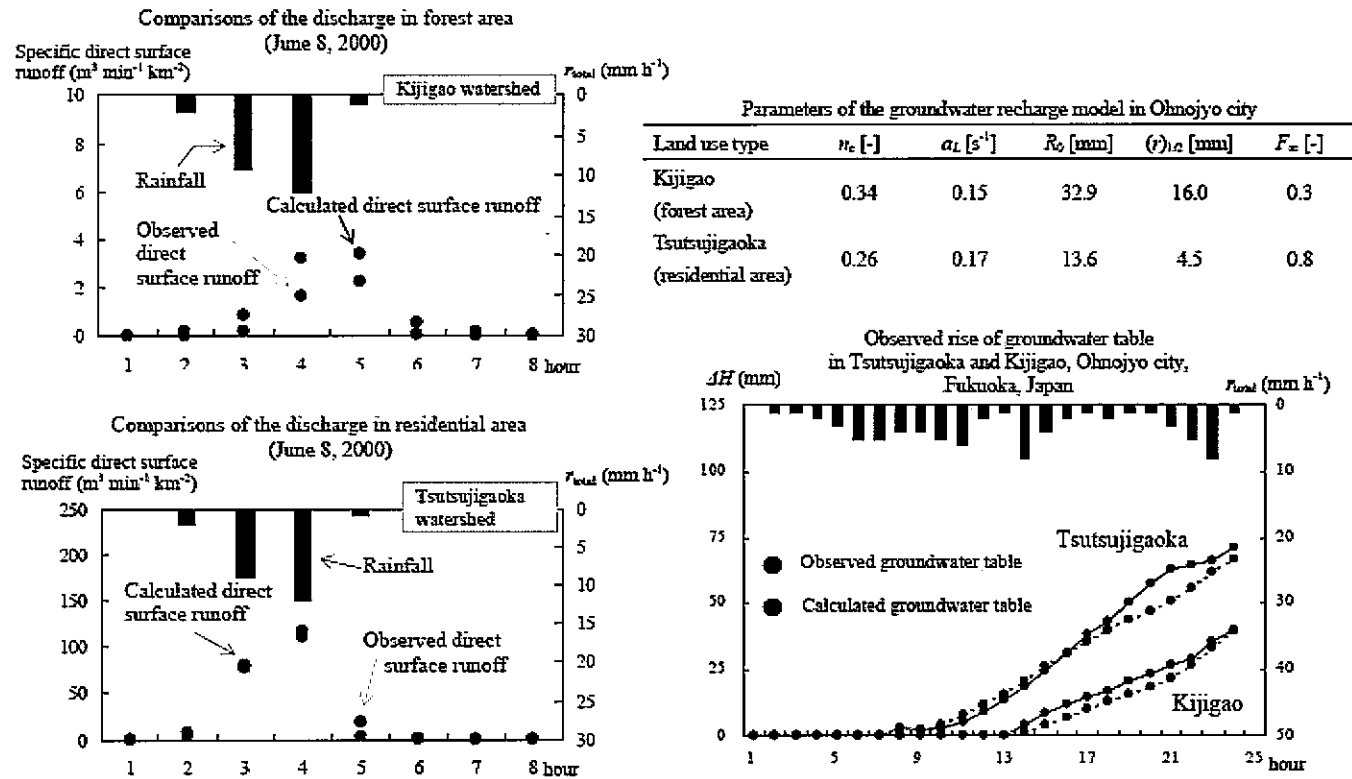 Comparisons of the discharge in forest area
(June 8, 2000)
Specific direct surface
runoff (m³ min⁻¹ km⁻²)
r_total (mm h⁻¹)
Kijigao watershed
10 0
8 5
10
6
15
4 20
2 25
0 30
Rainfall
Calculated direct surface runoff
Observed
direct
surface runoff
1 2 3 4 5 6 7 8 hour
Comparisons of the discharge in residential area
(June 8, 2000)
Specific direct surface
runoff (m³ min⁻¹ km⁻²)
r_total (mm h⁻¹)
Tsutsujigaoka
watershed
250 0
200 5
150 10
15
100 20
50 25
0 30
Rainfall
Calculated direct
surface runoff
Observed direct
surface runoff
1 2 3 4 5 6 7 8 hour
Parameters of the groundwater recharge model in Ohnojyo city
Land use type n_e [-] a_L [s⁻¹] R_0 [mm] (r)_1/2 [mm] F_∞ [-]
Kijigao
(forest area) 0.34 0.15 32.9 16.0 0.3
Tsutsujigaoka
(residential area) 0.26 0.17 13.6 4.5 0.8
Observed rise of groundwater table
in Tsutsujigaoka and Kijigao, Ohnojyo city,
Fukuoka, Japan
ΔH (mm)
r_total (mm h⁻¹)
125 0
100 10
75 20
50 30
25 40
0 50
Tsutsujigaoka
Observed groundwater table
Calculated groundwater table
Kijigao
1 5 9 13 17 21 25 hour